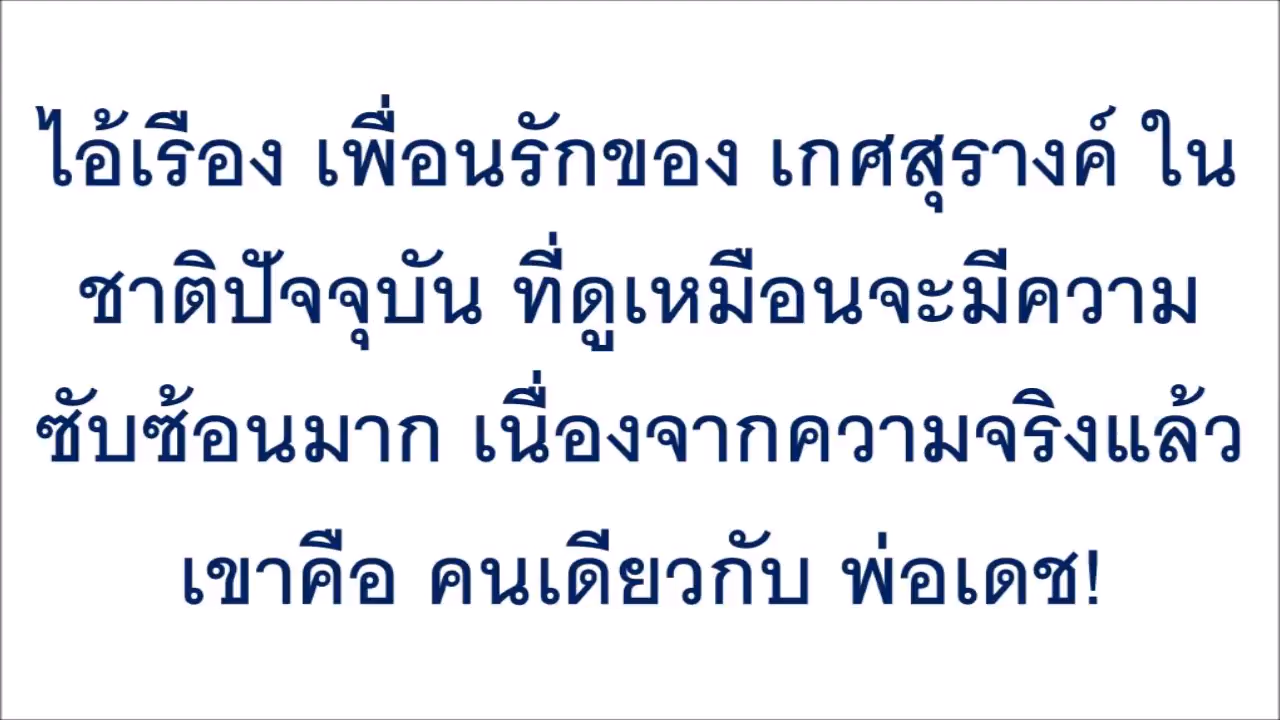 ไอ้เรือง เพื่อนรักของ เกศสุรางค์ ใน
ชาติปัจจุบัน ที่ดูเหมือนจะมีความ
ซับซ้อนมาก เนื่องจากความจริงแล้ว
เขาคือ คนเดียวกับ พ่อเดช!